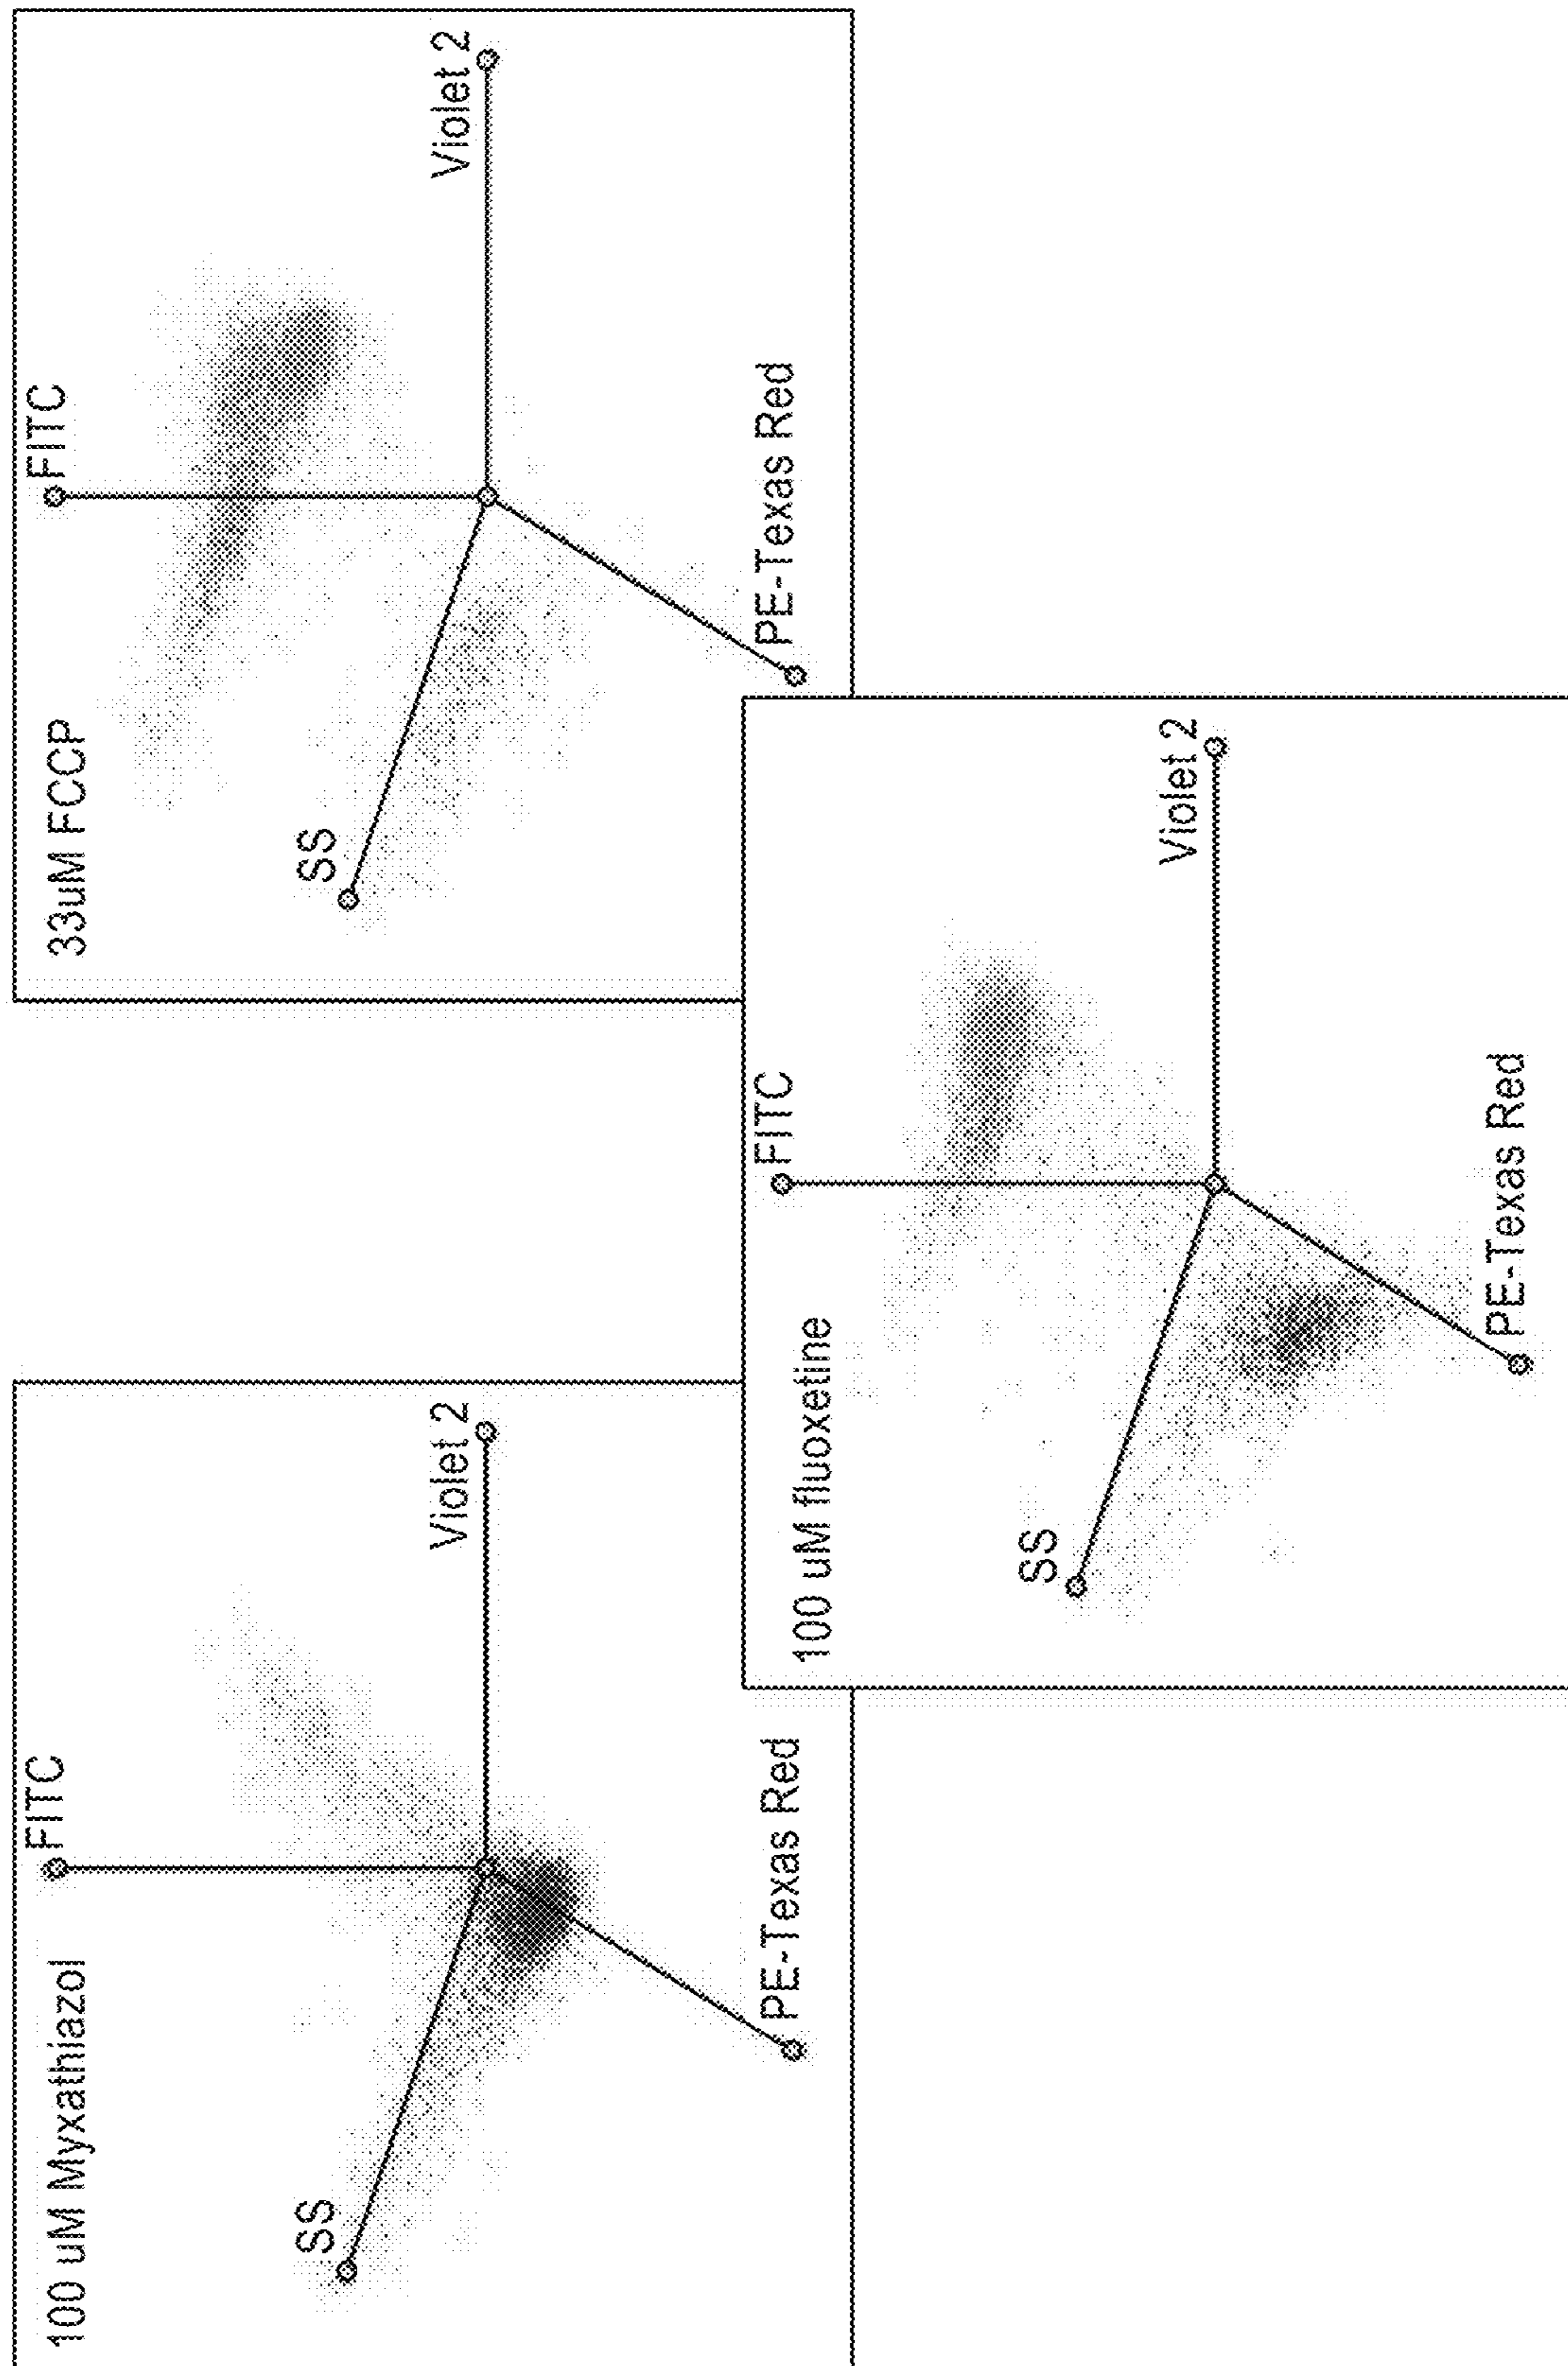 100 uM Myxathiazol
FITC
SS
Violet 2
PE-Texas Red
33uM FCCP
FITC
SS
Violet 2
PE-Texas Red
100 uM fluoxetine
FITC
SS
Violet 2
PE-Texas Red